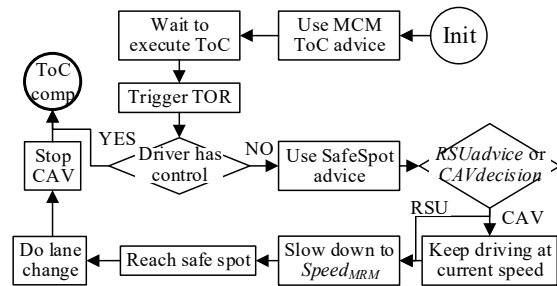 Wait to
execute ToC
Use MCM
ToC advice
Init
ToC
comp
Trigger TOR
YES
Driver has
control
NO
Use SafeSpot
advice
RSUadvice or
CAVdecision
Stop
CAV
RSU
CAV
Do lane
change
Reach safe spot
Slow down to
Speed_MRM
Keep driving at
current speed